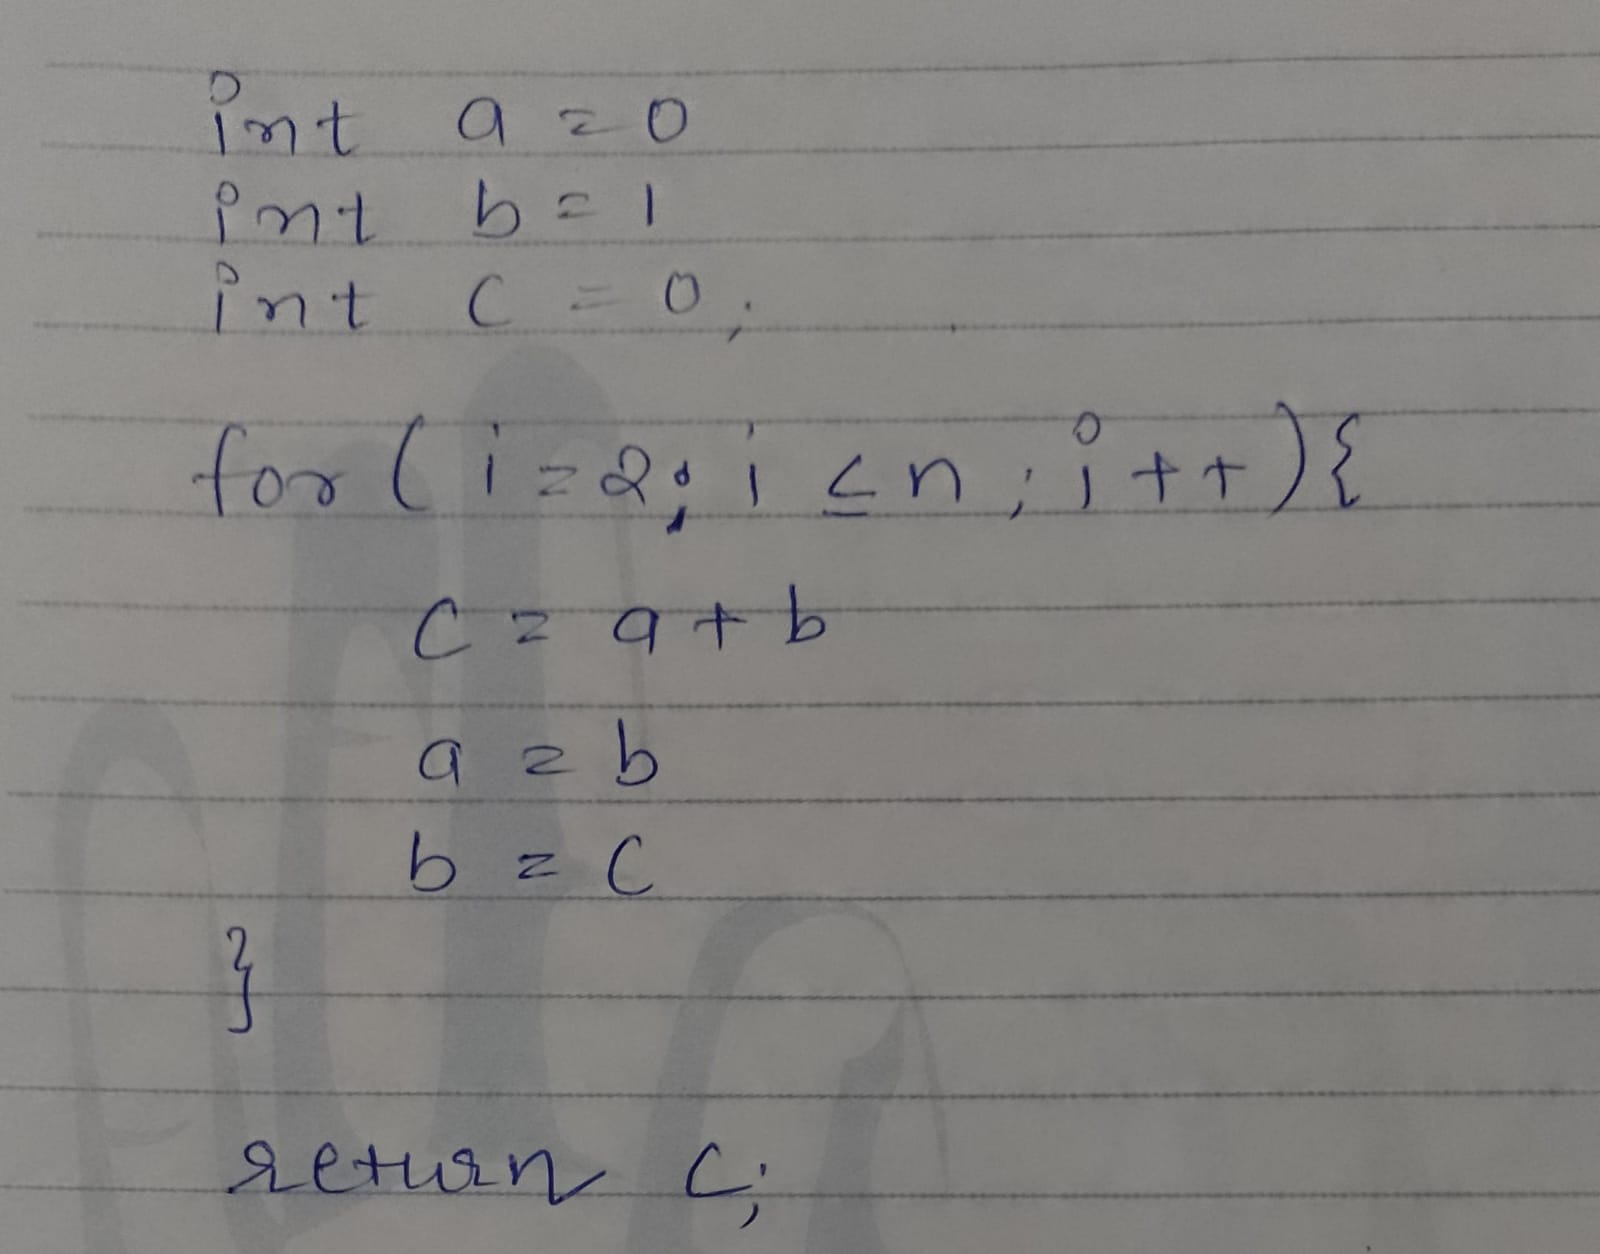 int a = 0
int b = 1
int c = 0;
for ( i = 2; i ≤ n ; i++ ) {
c = a + b
a = b
b = c
}
return c;